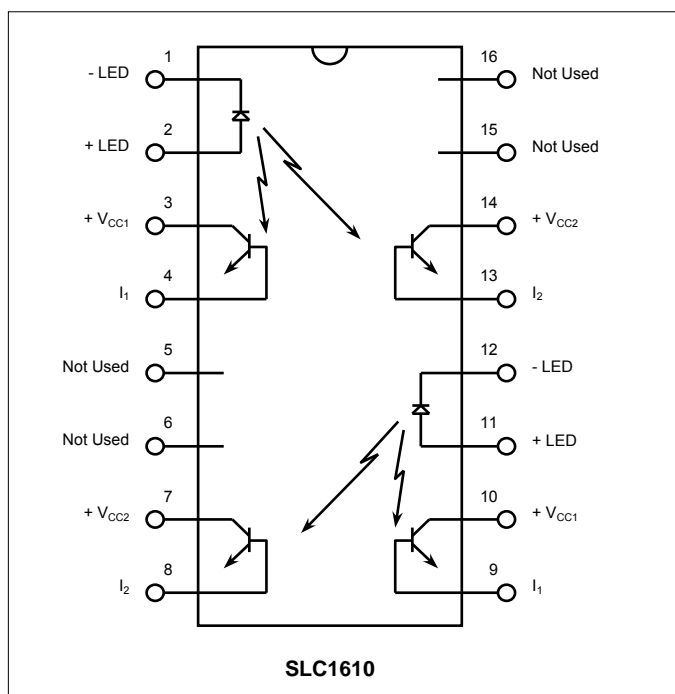 1
- LED
2
+ LED
3
+ VCC1
4
I1
5
Not Used
6
Not Used
7
+ VCC2
8
I2
16
Not Used
15
Not Used
14
+ VCC2
13
I2
12
- LED
11
+ LED
10
+ VCC1
9
I1
SLC1610